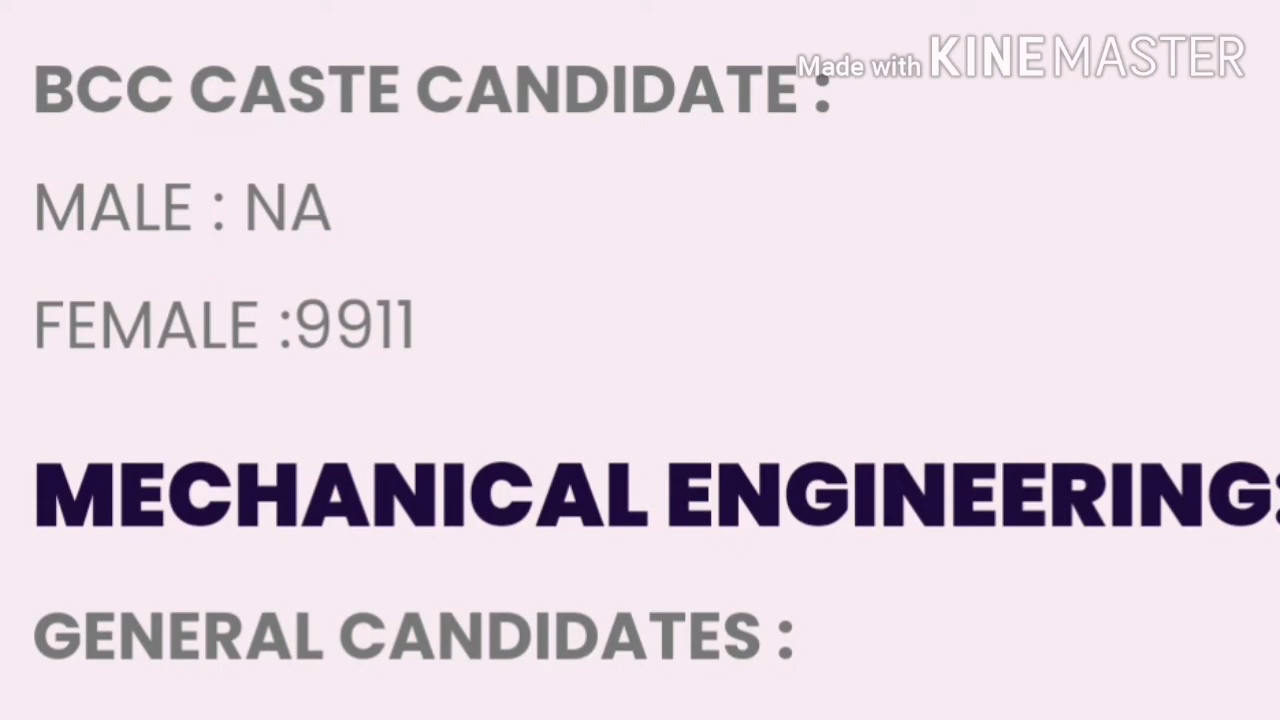 Made with KINEMASTER
BCC CASTE CANDIDATE :
MALE : NA
FEMALE :9911
MECHANICAL ENGINEERING:
GENERAL CANDIDATES :